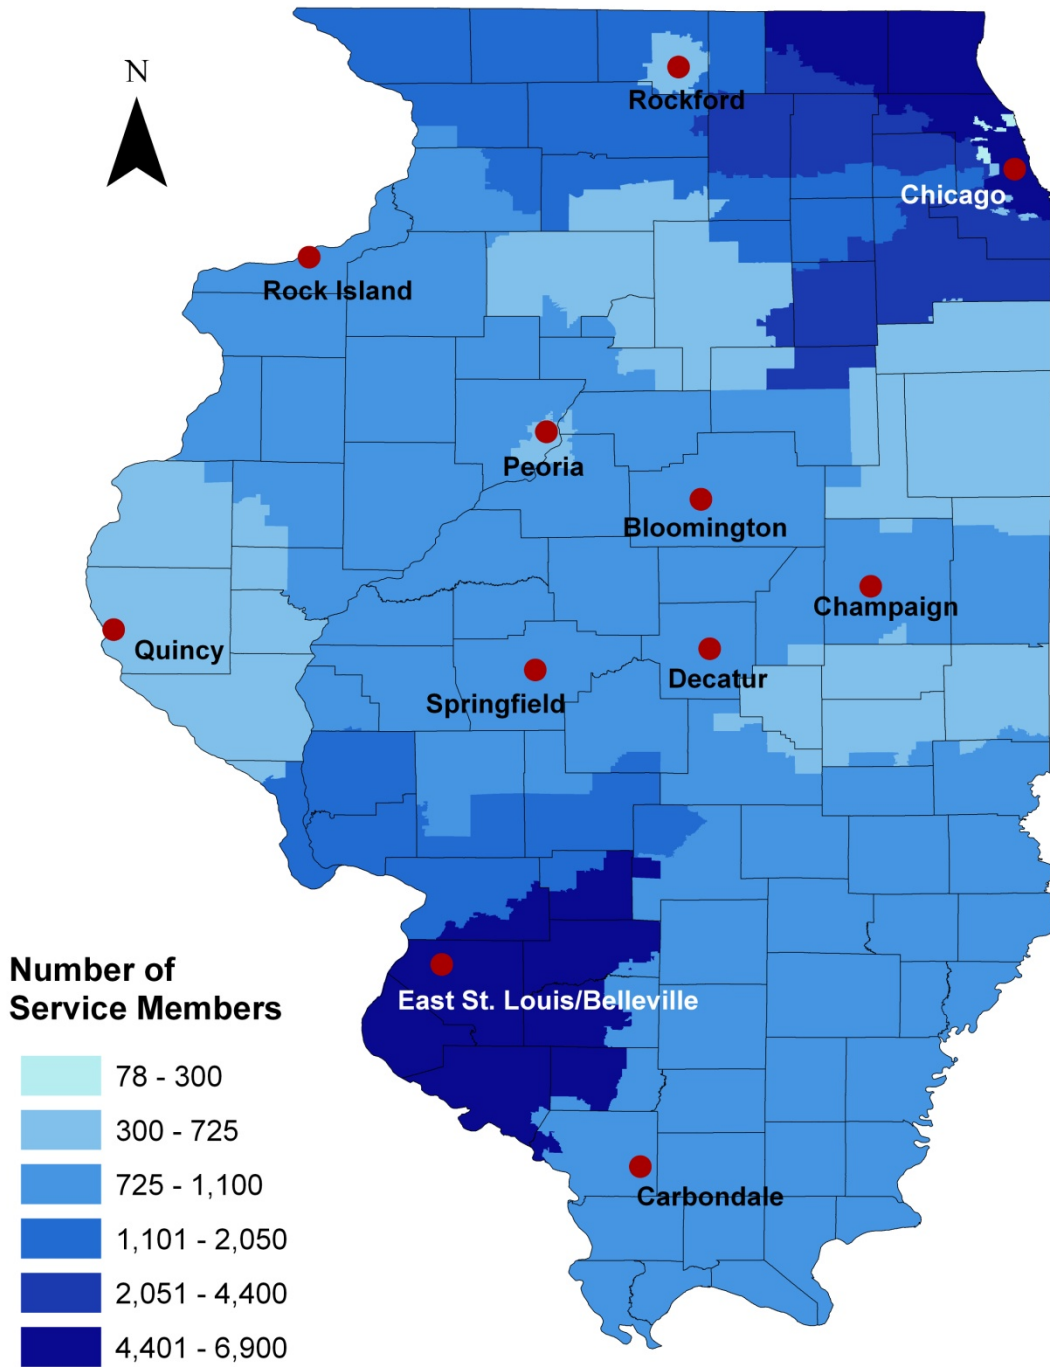 N
Rockford
Chicago
Rock Island
Peoria
Bloomington
Champaign
Quincy
Decatur
Springfield
East St. Louis/Belleville
Carbondale
Number of
Service Members
78 - 300
300 - 725
725 - 1,100
1,101 - 2,050
2,051 - 4,400
4,401 - 6,900